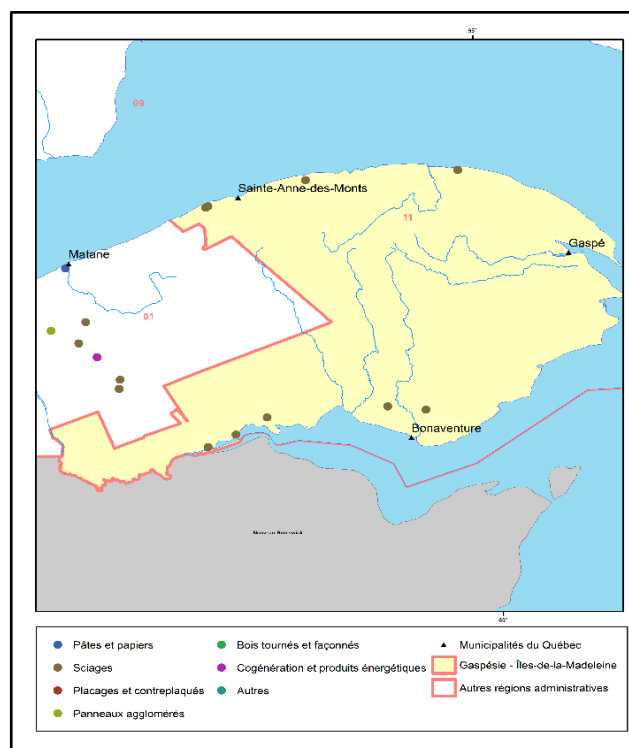 65°
09
Sainte-Anne-des-Monts
11
Matane
Gaspé
01
Bonaventure
Nouveau-Brunswick
Pâtes et papiers
Sciages
Placages et contreplaqués
Panneaux agglomérés
Bois tournés et façonnés
Cogénération et produits énergétiques
Autres
Municipalités du Québec
Gaspésie - Îles-de-la-Madeleine
Autres régions administratives